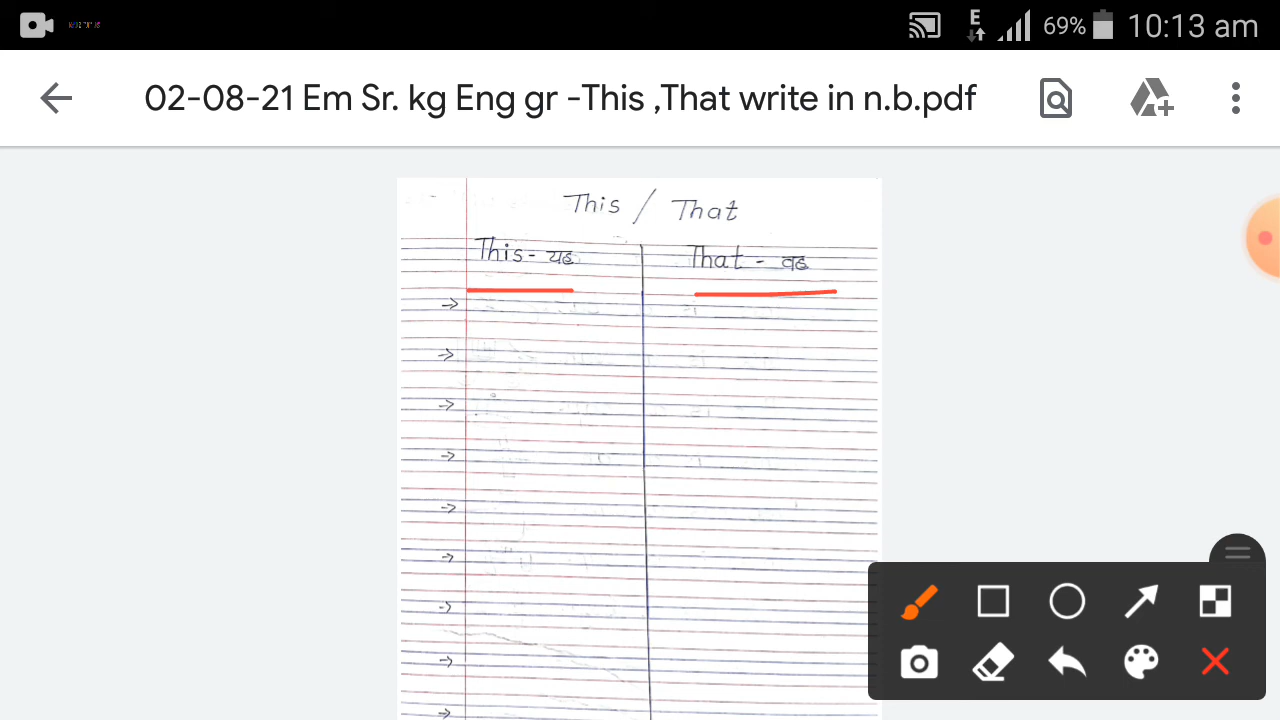 E 69% 10:13 am
02-08-21 Em Sr. kg Eng gr -This ,That write in n.b.pdf
This / That
This - यह That - वह